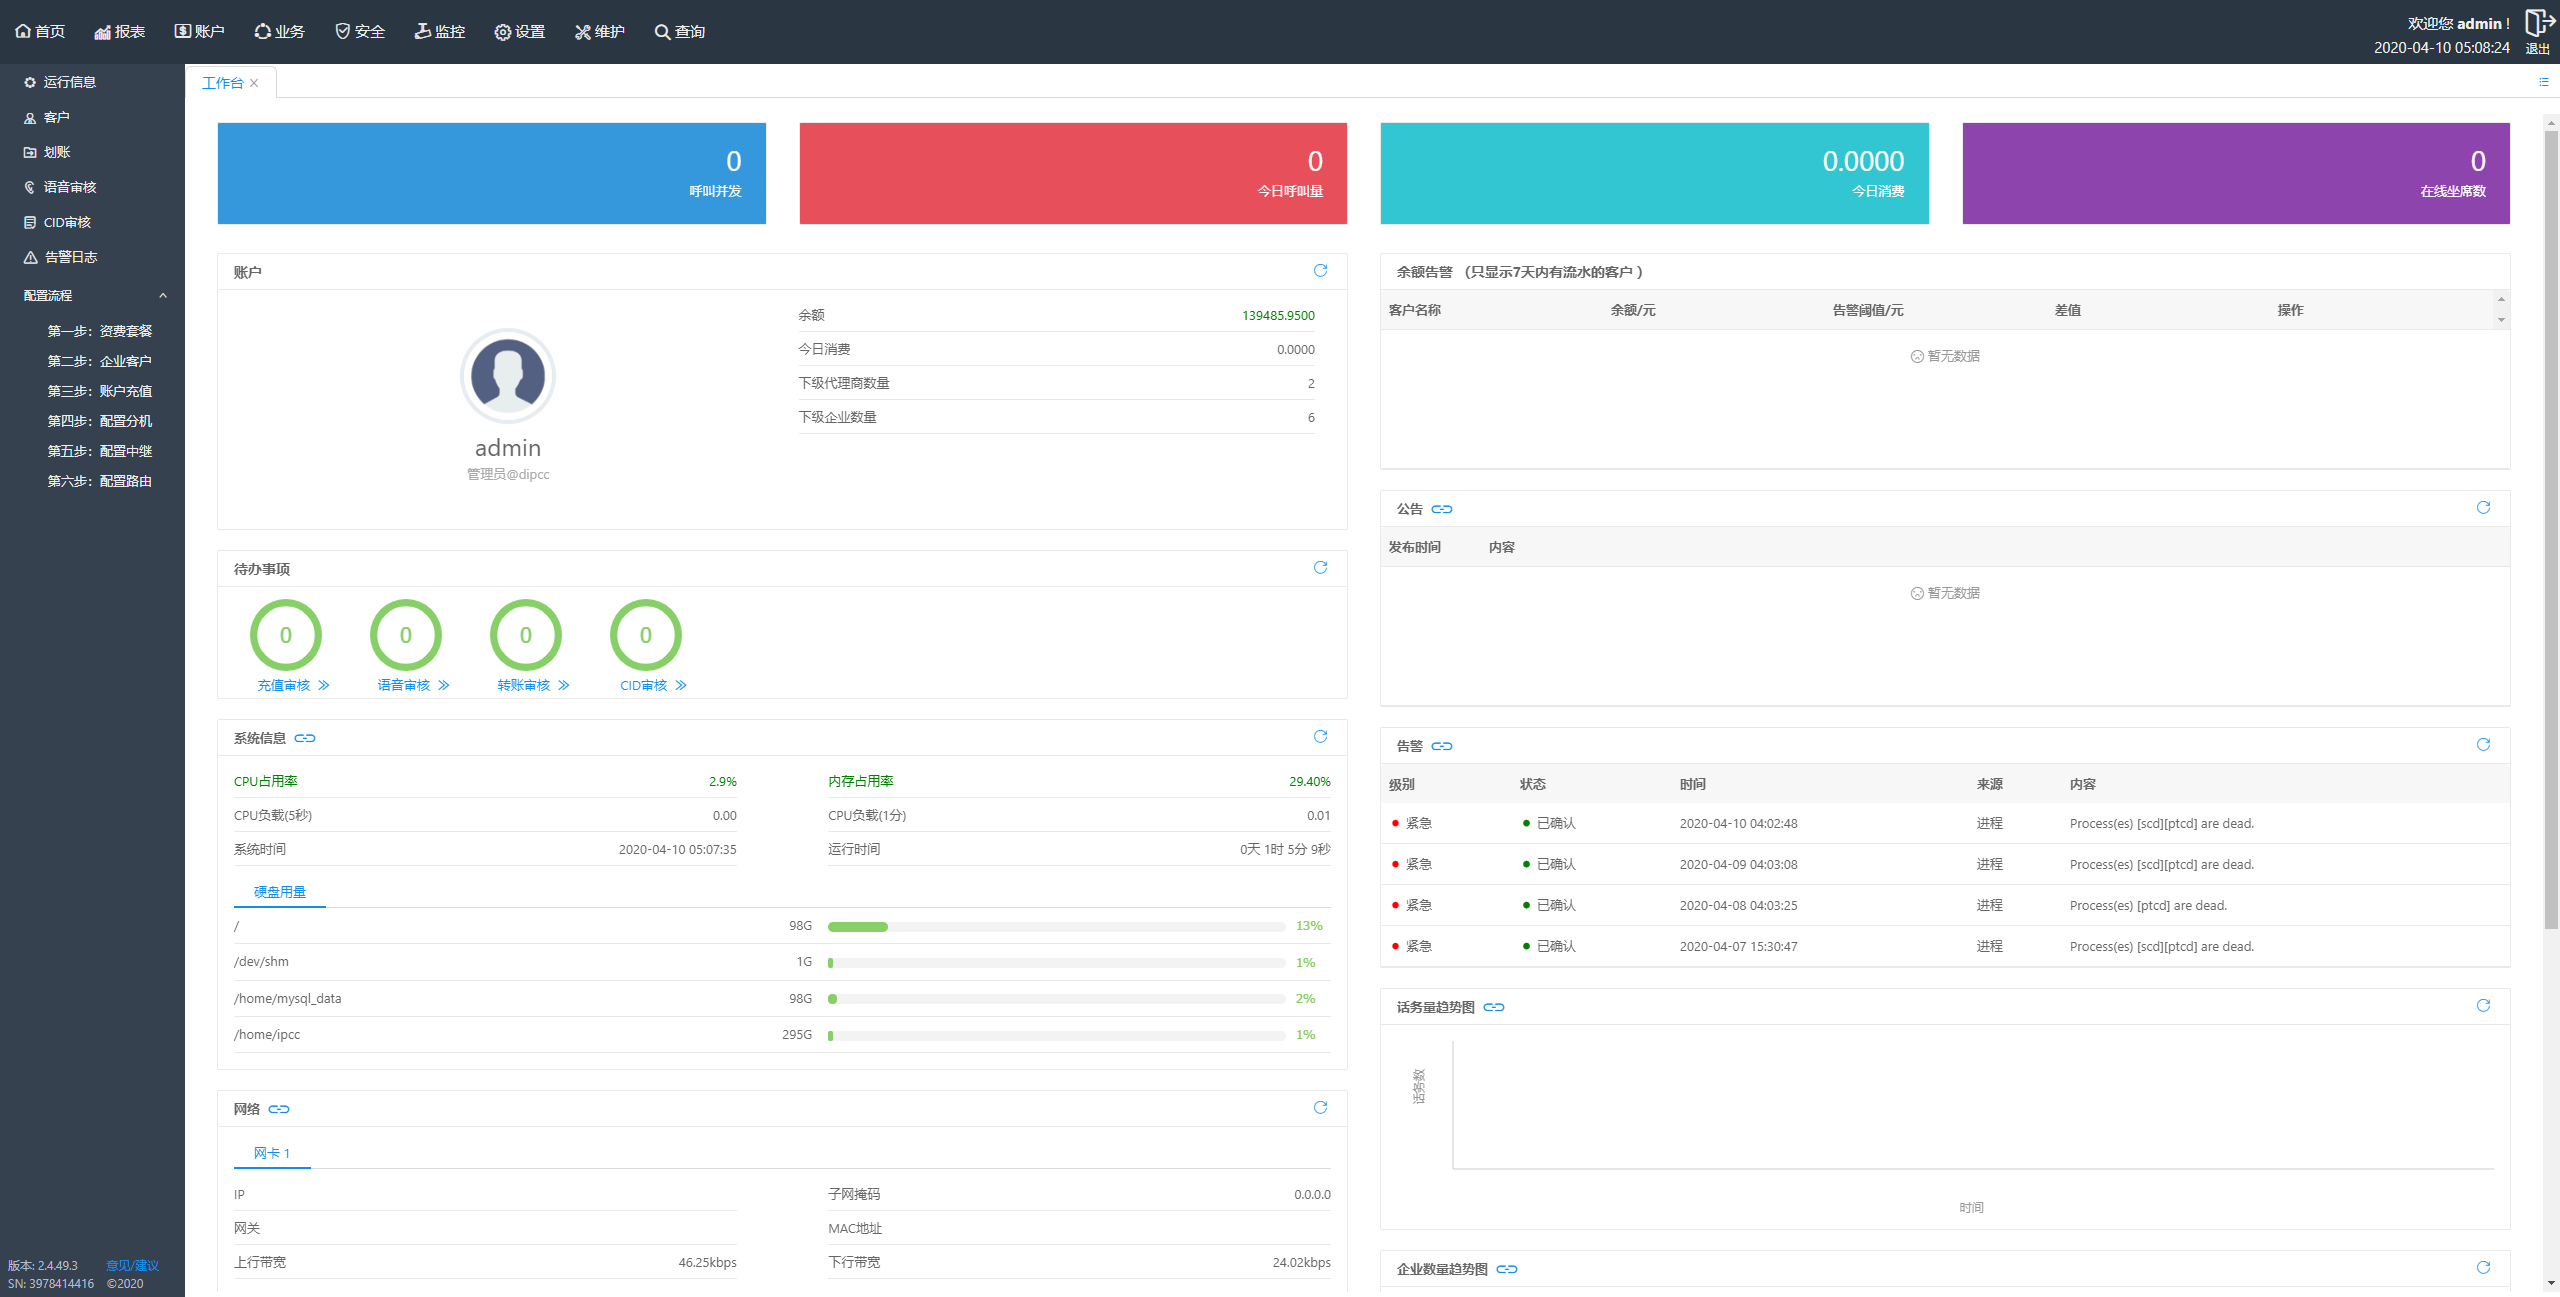 首页 报表 账户 业务 安全 监控 设置 维护 查询
欢迎您 admin !
2020-04-10 05:08:24 退出
运行信息
客户
划账
语音审核
CID审核
告警日志
配置流程
第一步：资费套餐
第二步：企业客户
第三步：账户充值
第四步：配置分机
第五步：配置中继
第六步：配置路由
版本: 2.4.49.3 意见/建议
SN: 3978414416 ©2020
工作台
0
呼叫并发
0
今日呼叫量
0.0000
今日消费
0
在线坐席数
账户
admin
管理员@dipcc
余额 139485.9500
今日消费 0.0000
下级代理商数量 2
下级企业数量 6
待办事项
0 0 0 0
充值审核 语音审核 转账审核 CID审核
系统信息
CPU占用率 2.9% 内存占用率 29.40%
CPU负载(5秒) 0.00 CPU负载(1分) 0.01
系统时间 2020-04-10 05:07:35 运行时间 0天 1时 5分 9秒
硬盘用量
/ 98G 13%
/dev/shm 1G 1%
/home/mysql_data 98G 2%
/home/ipcc 295G 1%
网络
网卡 1
IP 子网掩码 0.0.0.0
网关 MAC地址
上行带宽 46.25kbps 下行带宽 24.02kbps
余额告警 （只显示7天内有流水的客户 ）
客户名称 余额/元 告警阈值/元 差值 操作
暂无数据
公告
发布时间 内容
暂无数据
告警
级别 状态 时间 来源 内容
紧急 已确认 2020-04-10 04:02:48 进程 Process(es) [scd][ptcd] are dead.
紧急 已确认 2020-04-09 04:03:08 进程 Process(es) [scd][ptcd] are dead.
紧急 已确认 2020-04-08 04:03:25 进程 Process(es) [ptcd] are dead.
紧急 已确认 2020-04-07 15:30:47 进程 Process(es) [scd][ptcd] are dead.
话务量趋势图
话务数
时间
企业数量趋势图